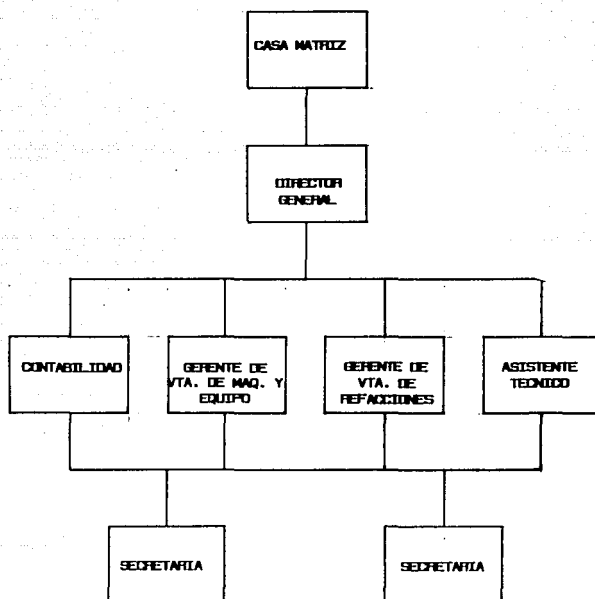 CASA MATRIZ
DIRECTOR
GENERAL
CONTABILIDAD
GERENTE DE
VTA. DE MAQ. Y
EQUIPO
GERENTE DE
VTA. DE
REFACCIONES
ASISTENTE
TECNICO
SECRETARIA
SECRETARIA